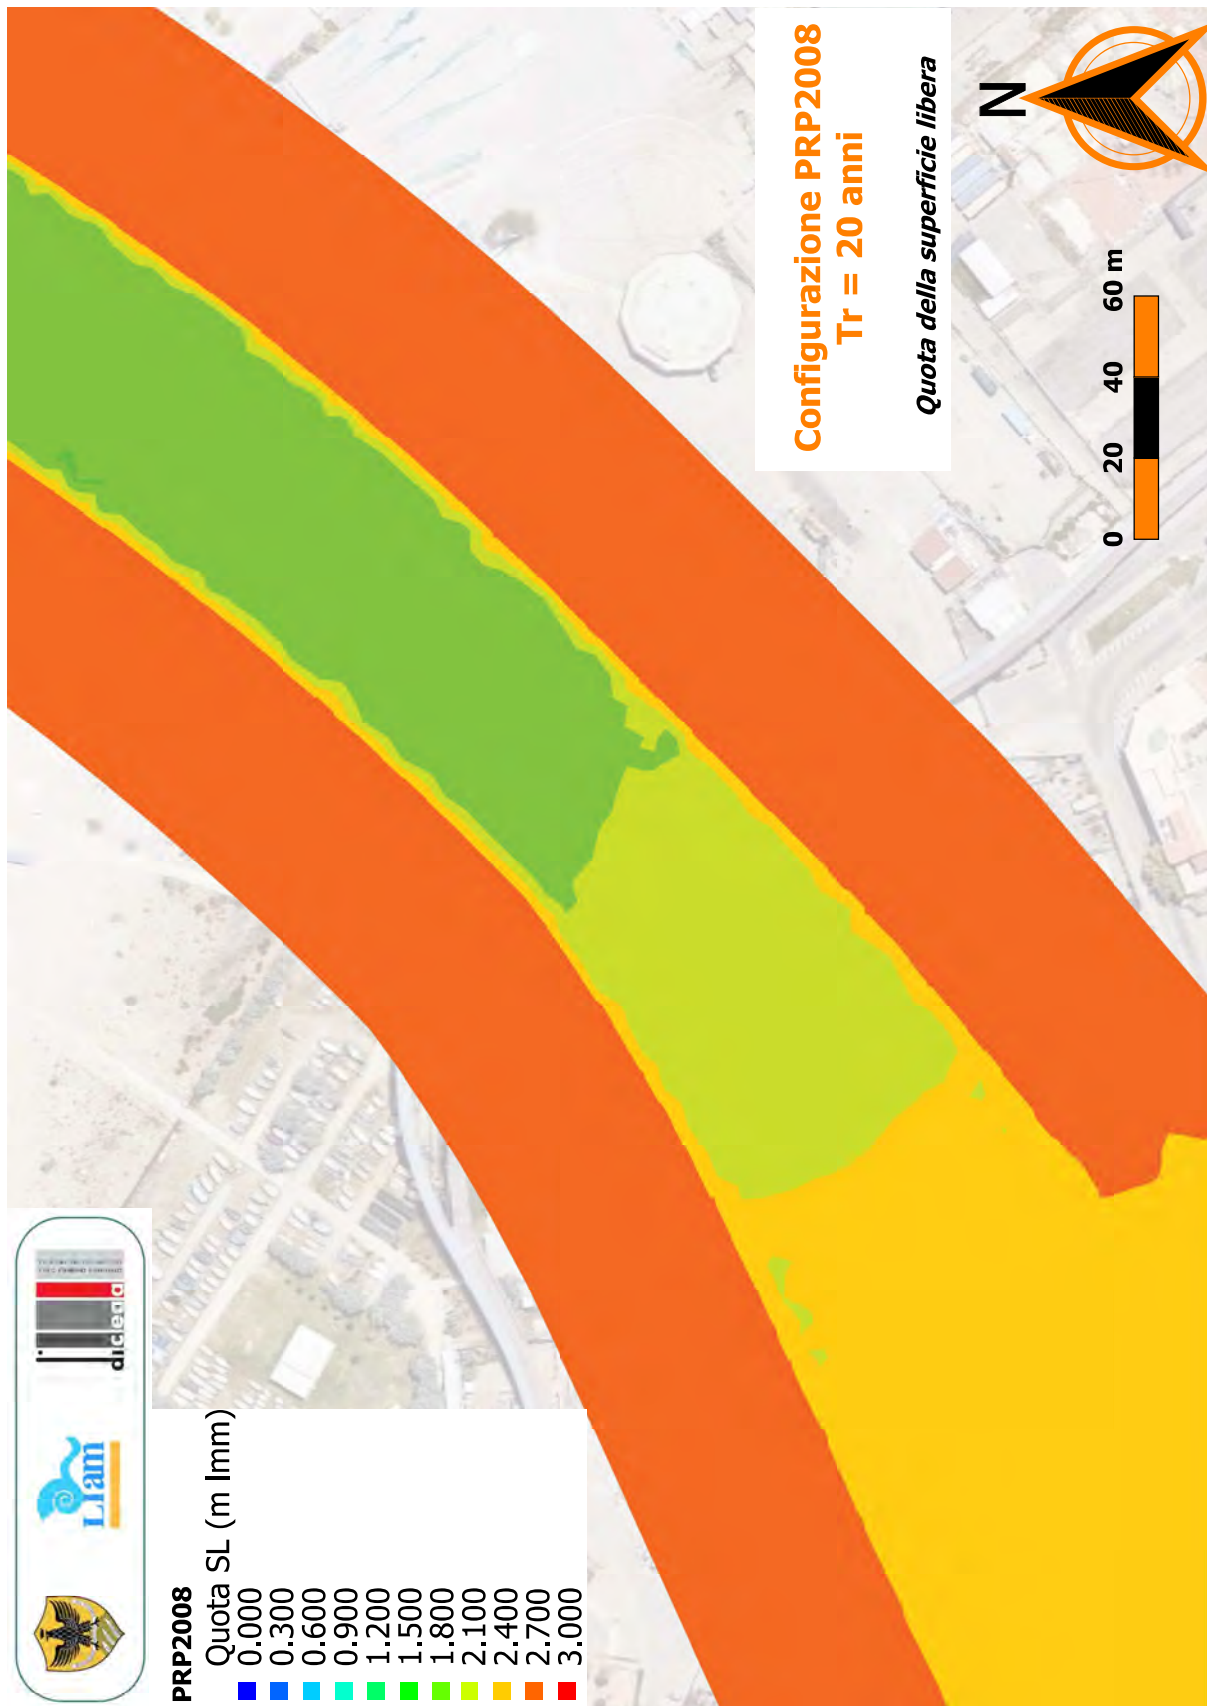 Configurazione PRP2008
Tr = 20 anni
Quota della superficie libera
N
0 20 40 60 m
LIam
diceaa
PRP2008
Quota SL (m lmm)
0.000
0.300
0.600
0.900
1.200
1.500
1.800
2.100
2.400
2.700
3.000